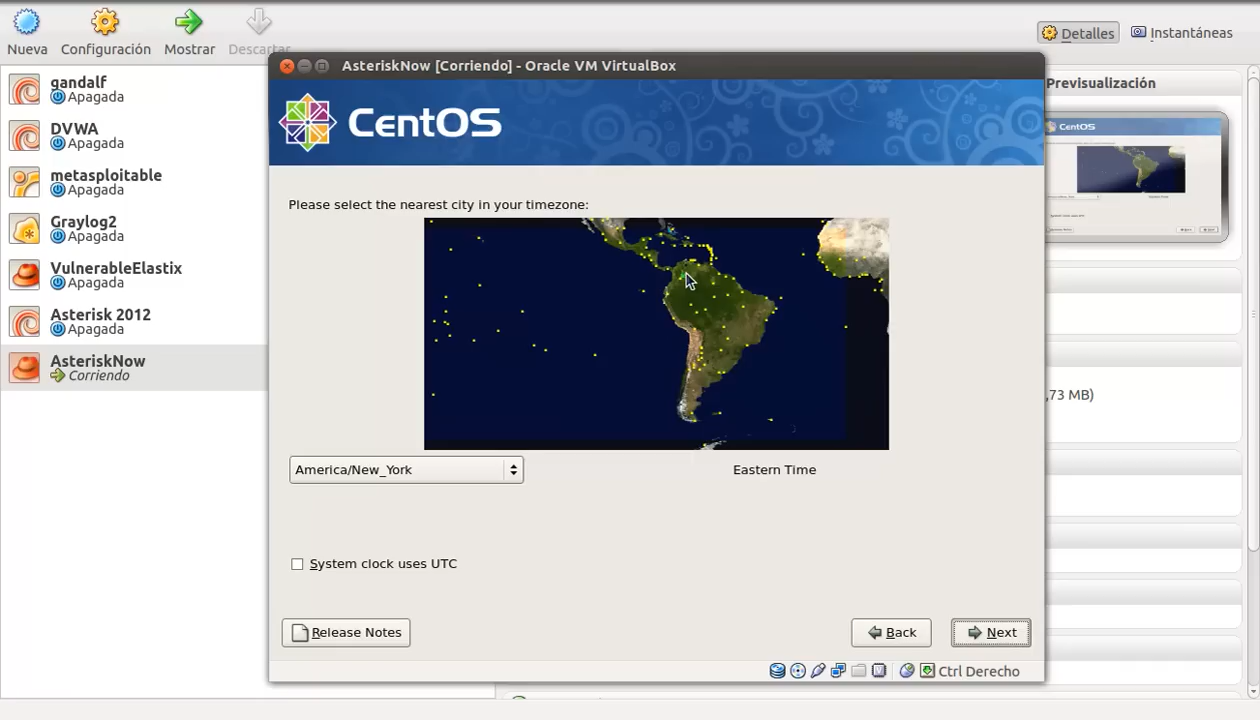 Nueva
Configuración
Mostrar
Descartar
Detalles
Instantáneas
gandalf
Apagada
DVWA
Apagada
metasploitable
Apagada
Graylog2
Apagada
VulnerableElastix
Apagada
Asterisk 2012
Apagada
AsteriskNow
Corriendo
AsteriskNow [Corriendo] - Oracle VM VirtualBox
CentOS
Please select the nearest city in your timezone:
America/New_York
Eastern Time
System clock uses UTC
Release Notes
Back
Next
Ctrl Derecho
Previsualización
CentOS
,73 MB)